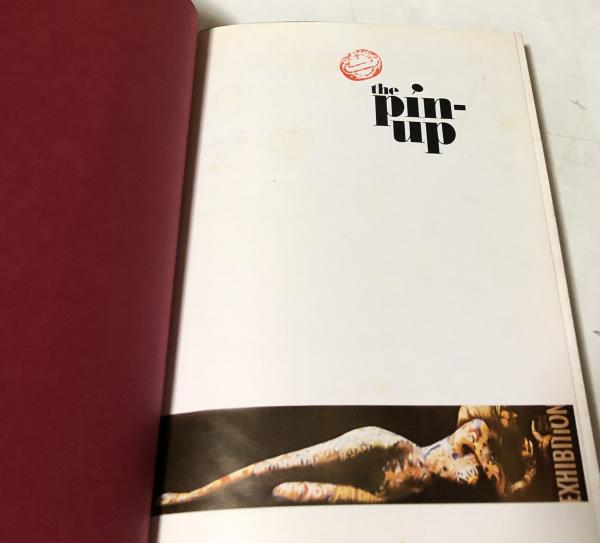 the
pin-
up
EXHIBITION